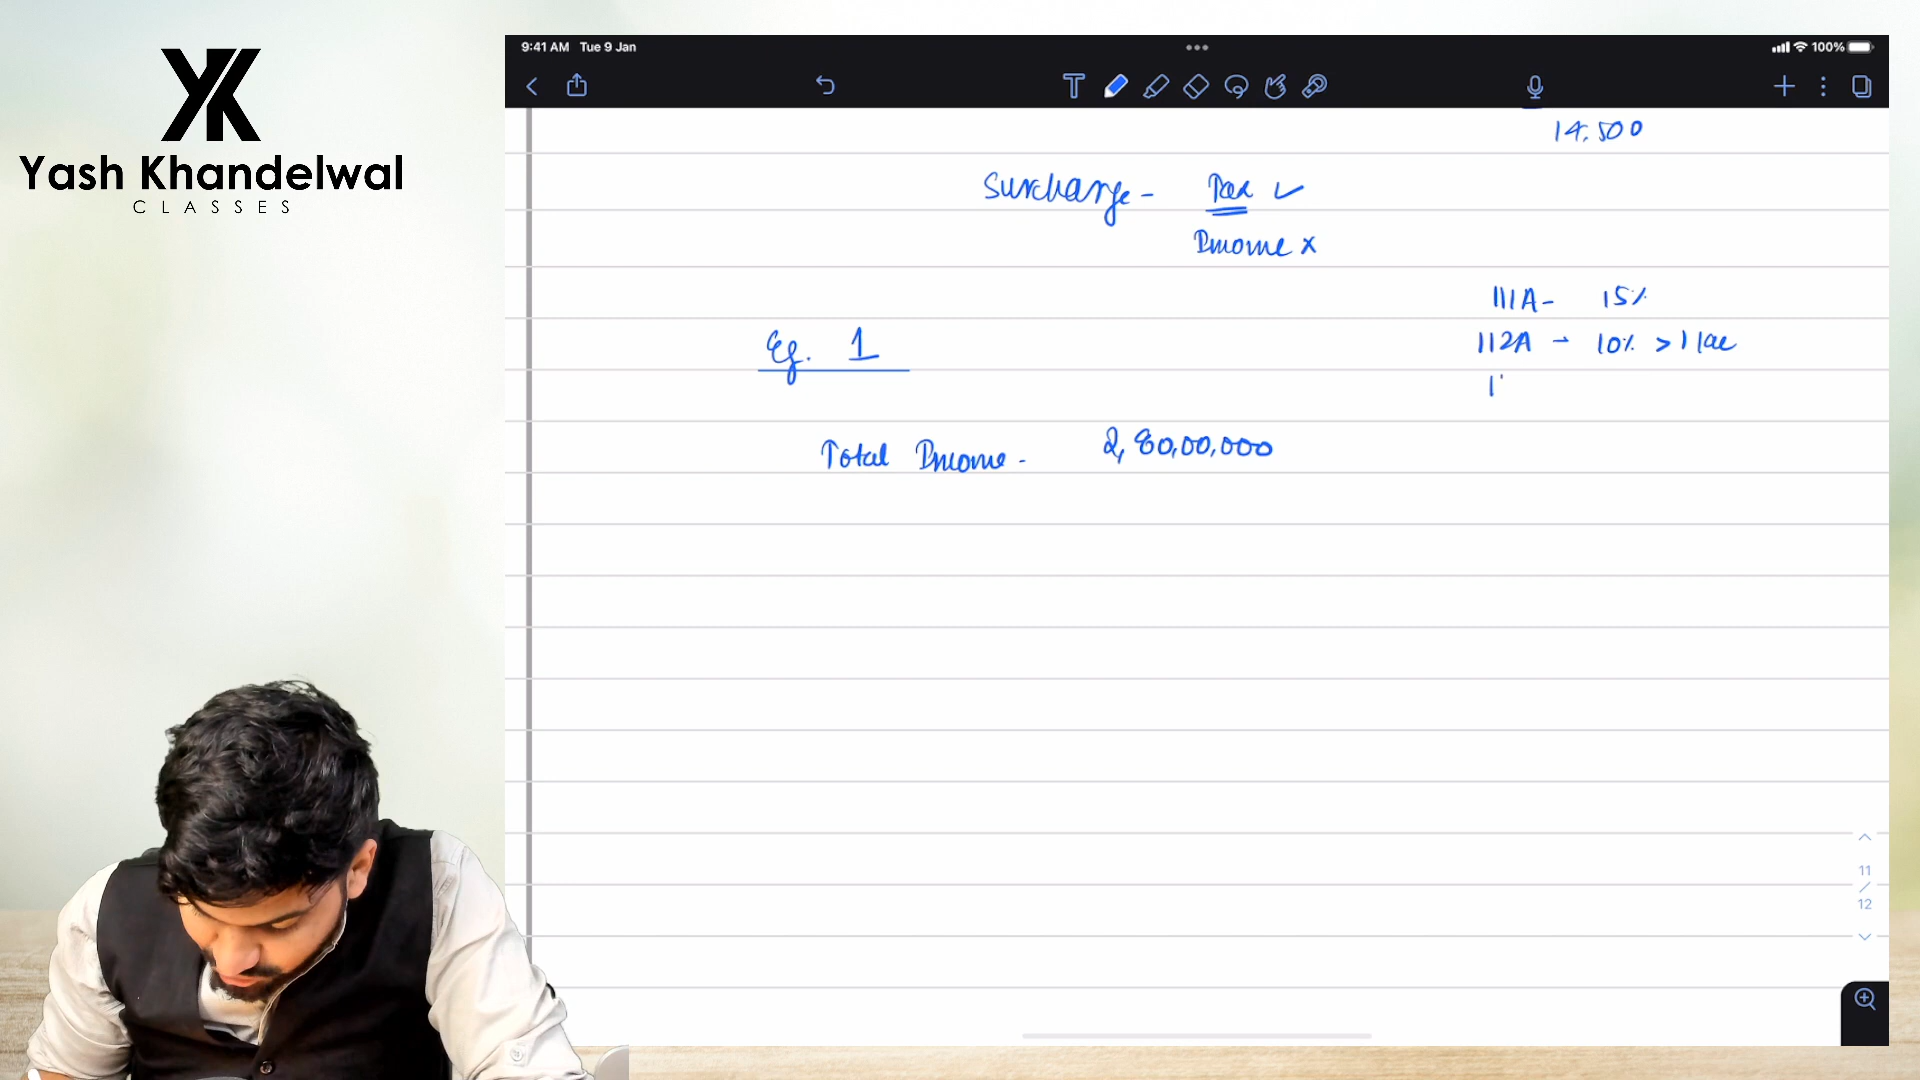 YK
Yash Khandelwal
CLASSES
9:41 AM Tue 9 Jan
100%
14,500
Surcharge - Tax ✓
Income x
111A - 15%
112A - 10% > 1 lac
Eg. 1
Total Income - 2,80,00,000
11
/
12